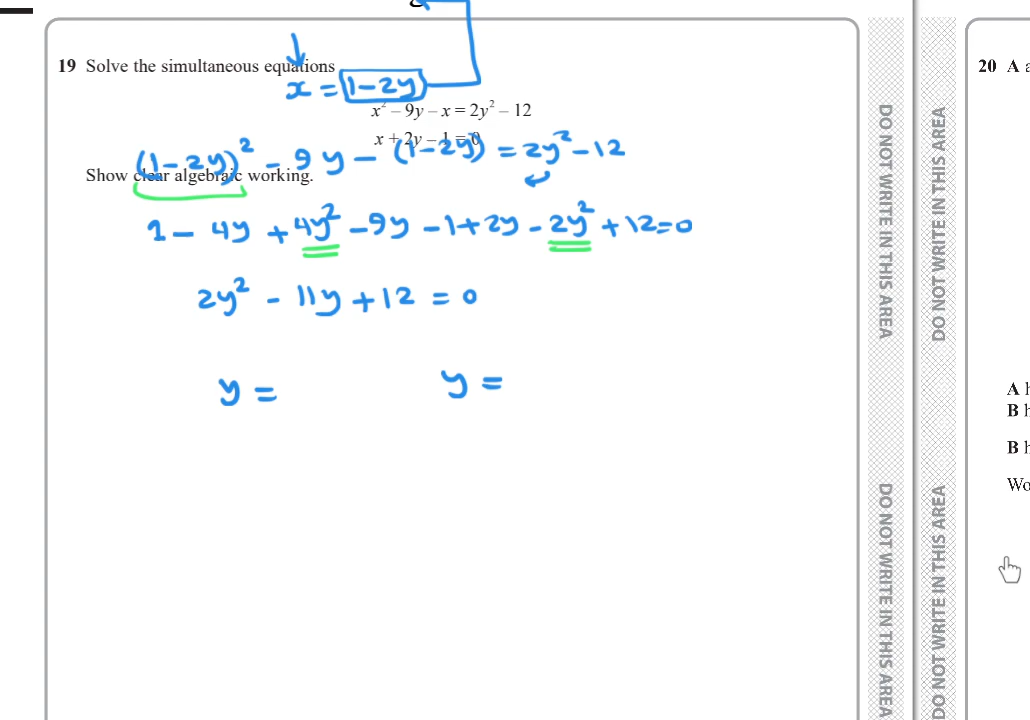 19 Solve the simultaneous equations
x = 1-2y
x² – 9y – x = 2y² – 12
x + 2y – 1 = 0
(1-2y)² - 9y - (1-2y) = 2y² - 12
Show clear algebraic working.
1 - 4y + 4y² - 9y - 1 + 2y - 2y² + 12 = 0
2y² - 11y + 12 = 0
y =    y =
DO NOT WRITE IN THIS AREA
DO NOT WRITE IN THIS AREA
DO NOT WRITE IN THIS AREA
DO NOT WRITE IN THIS AREA
20 A
A
B
B